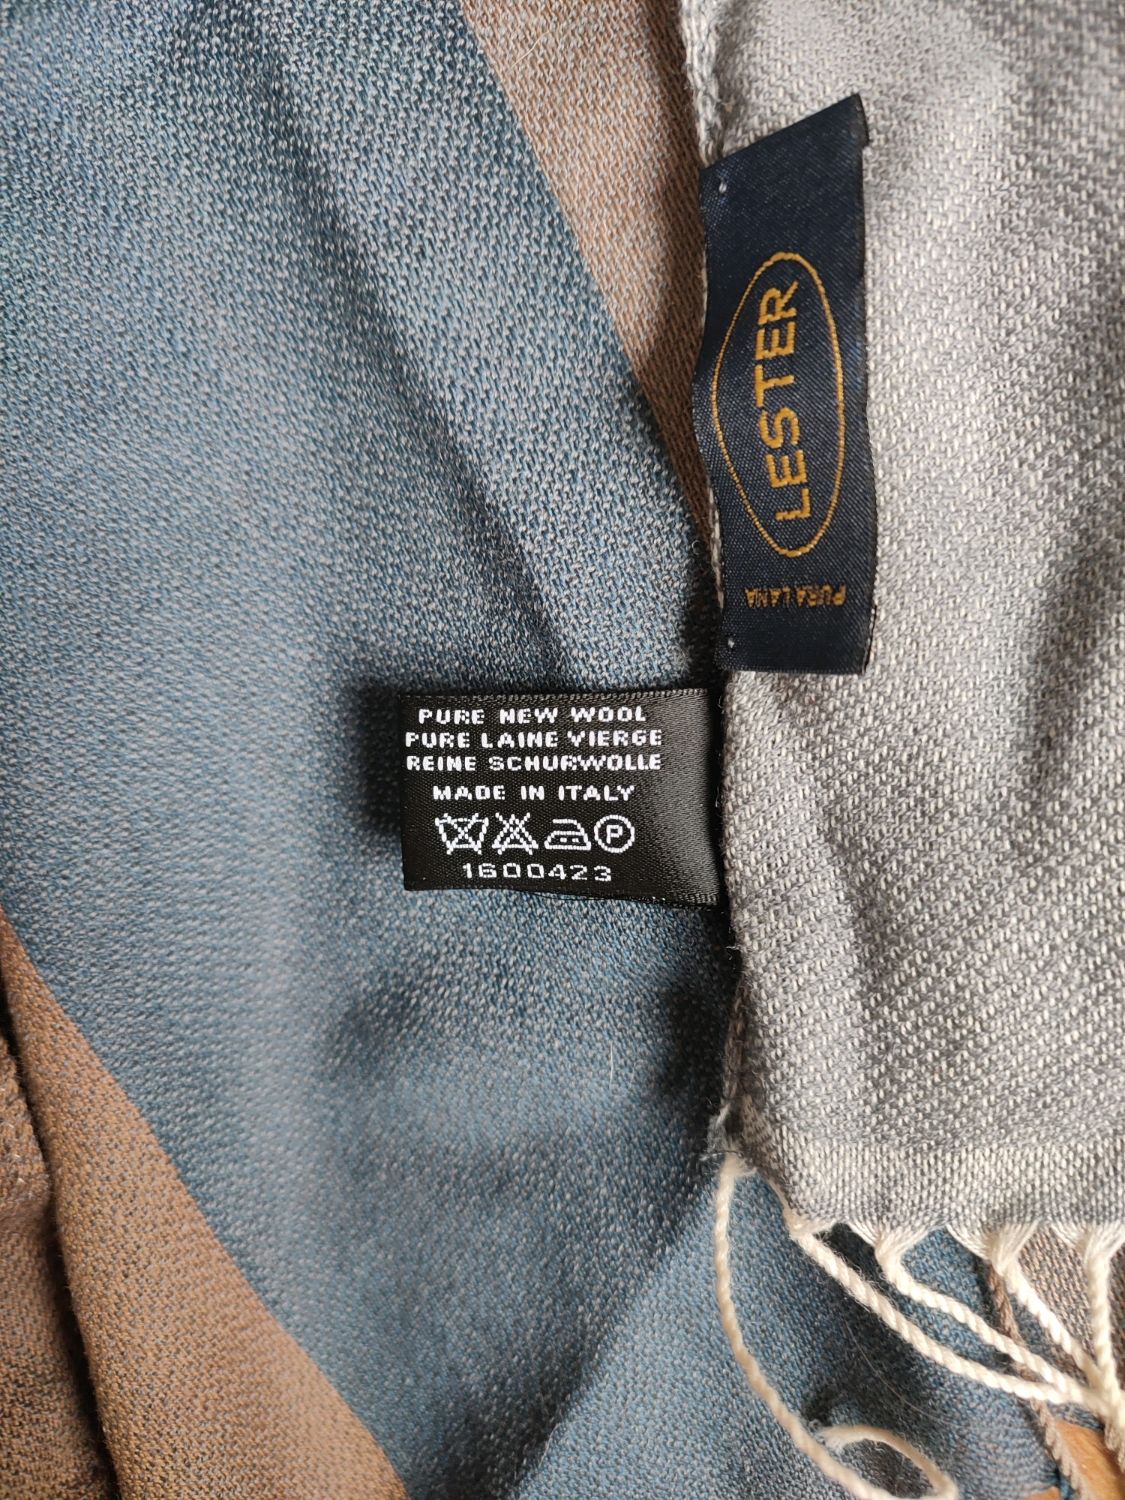 LESTER
PURA LANA
PURE NEW WOOL
PURE LAINE VIERGE
REINE SCHURWOLLE
MADE IN ITALY
P
1600423